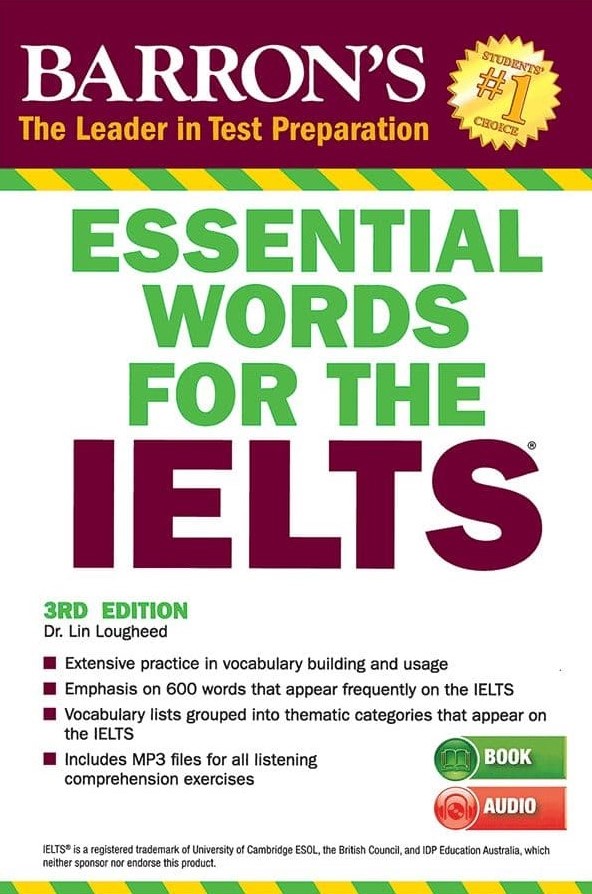 BARRON'S
The Leader in Test Preparation
STUDENTS'
#1
CHOICE
ESSENTIAL
WORDS
FOR THE
IELTS®
3RD EDITION
Dr. Lin Lougheed
Extensive practice in vocabulary building and usage
Emphasis on 600 words that appear frequently on the IELTS
Vocabulary lists grouped into thematic categories that appear on
the IELTS
Includes MP3 files for all listening
comprehension exercises
BOOK
AUDIO
IELTS® is a registered trademark of University of Cambridge ESOL, the British Council, and IDP Education Australia, which
neither sponsor nor endorse this product.